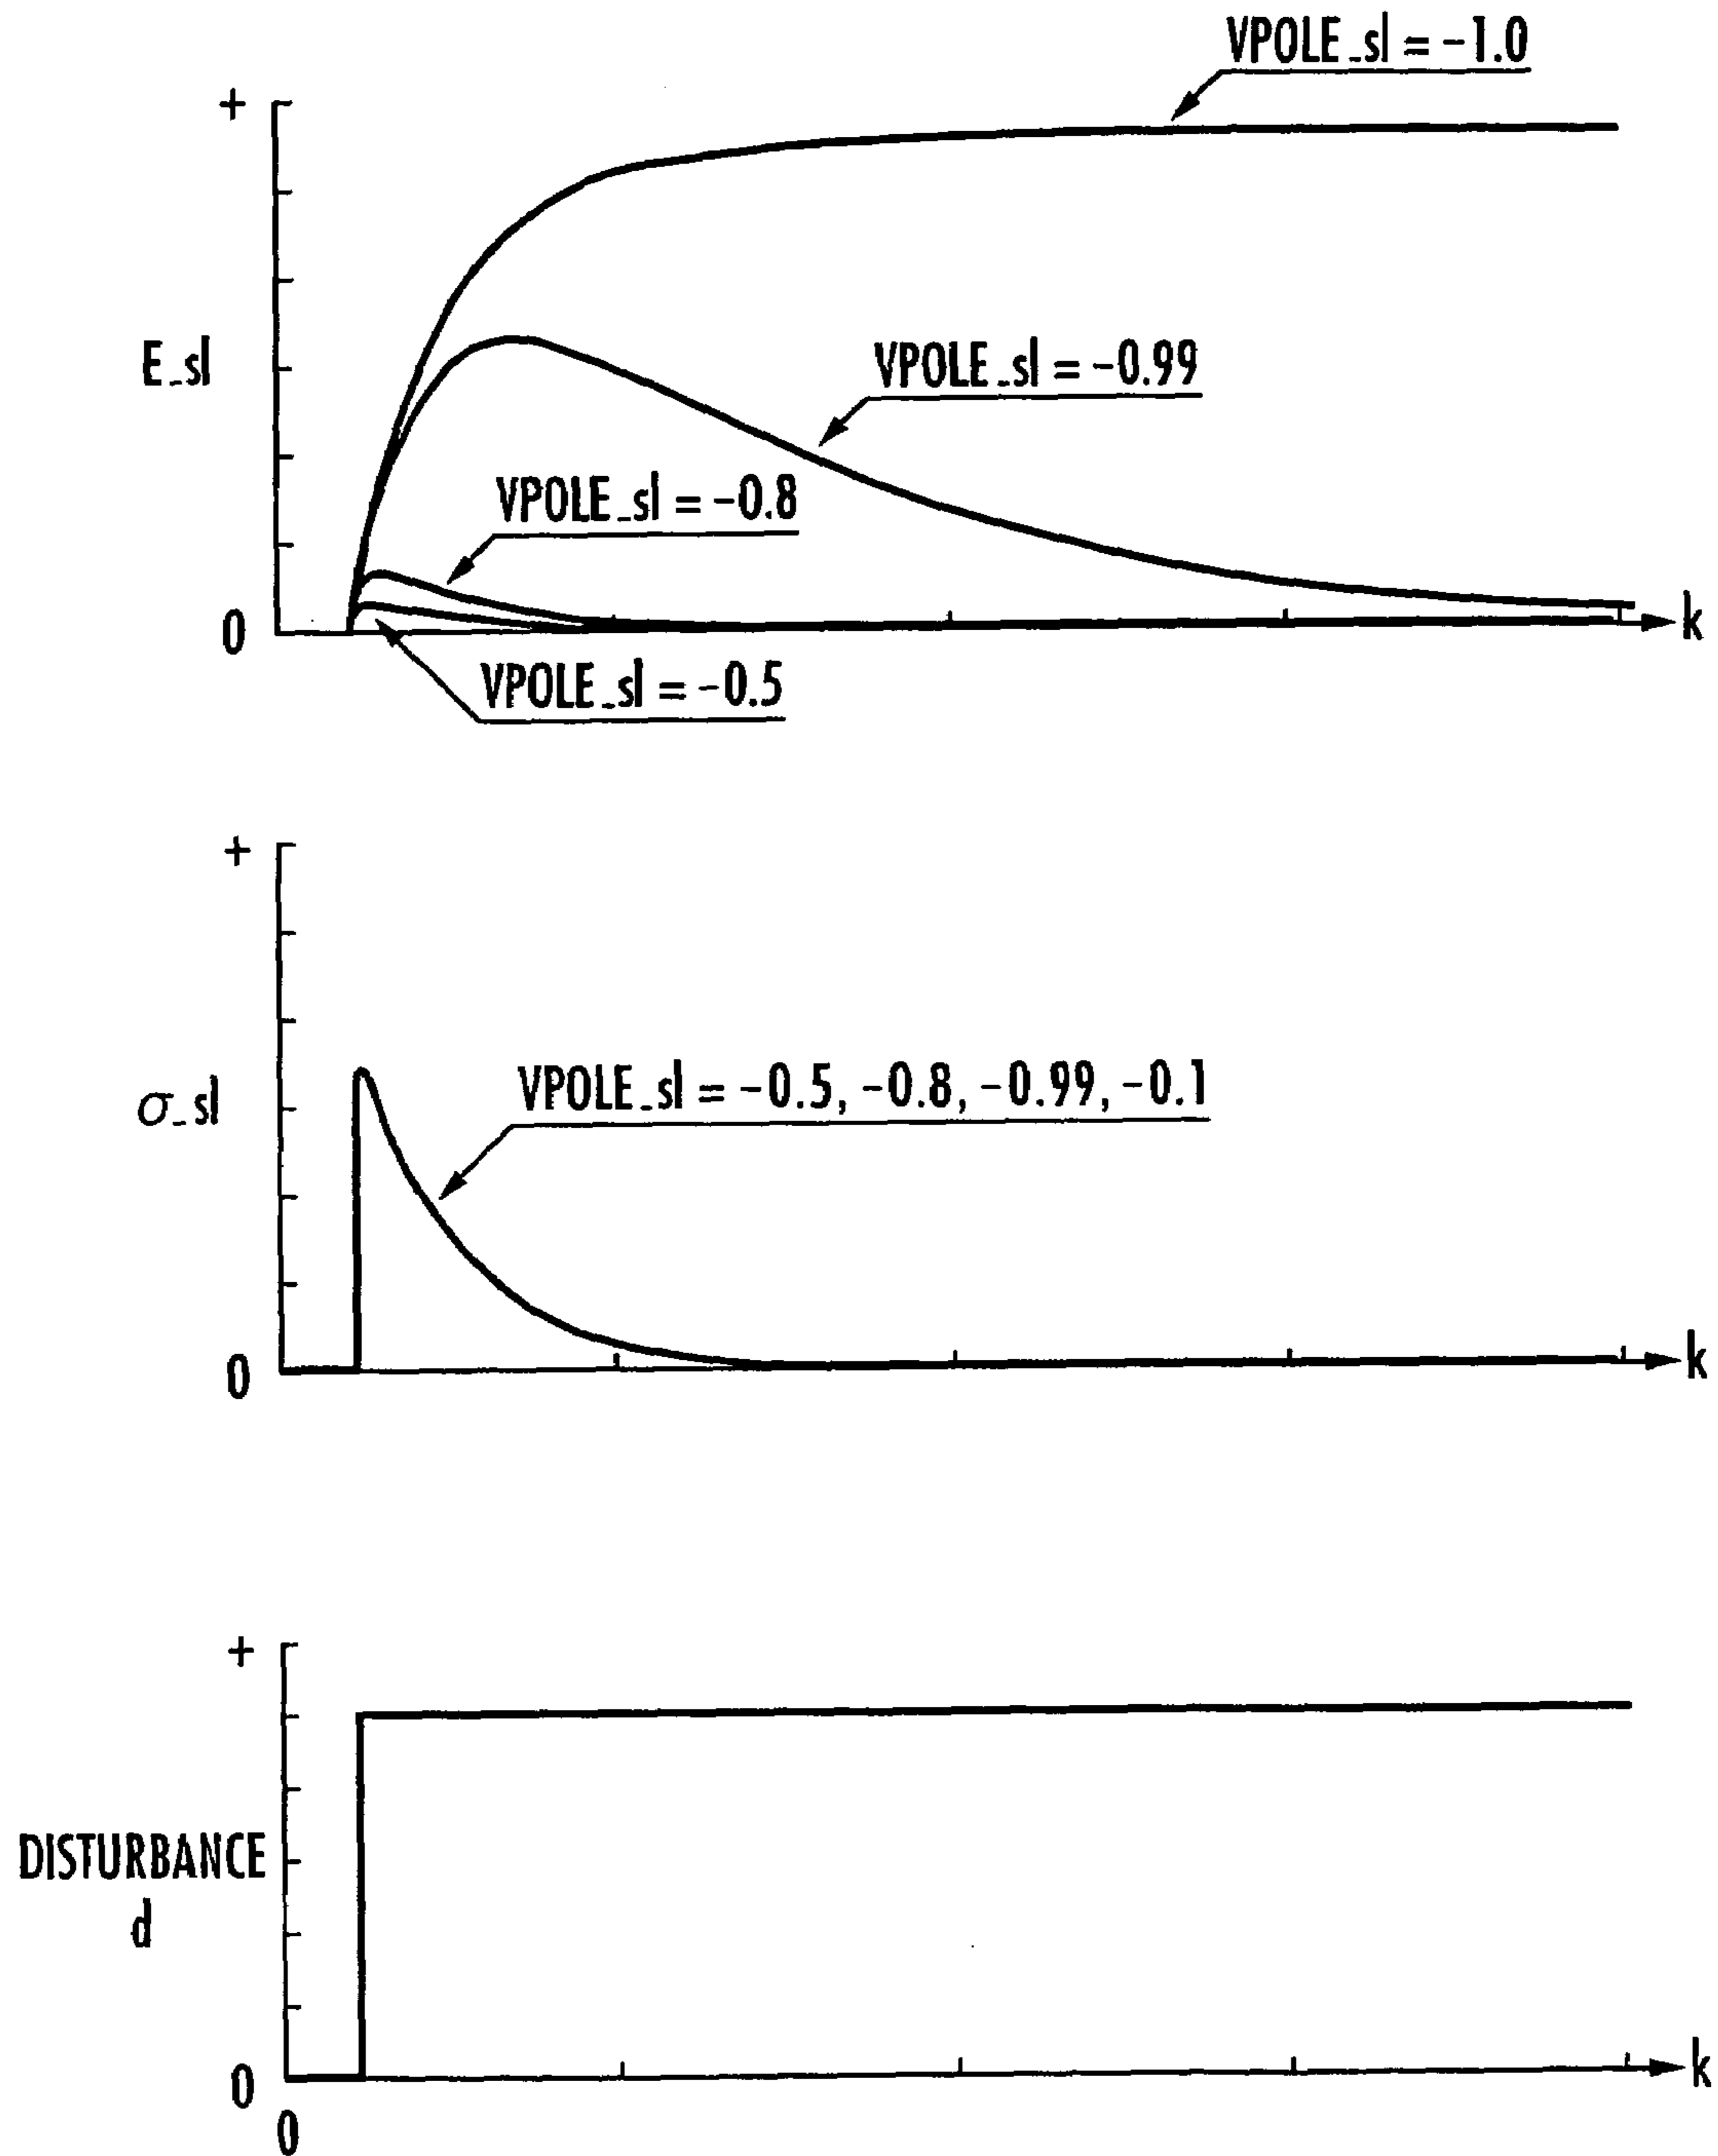 VPOLE_sl = -1.0
+
E_sl
VPOLE_sl = -0.99
VPOLE_sl = -0.8
0
k
VPOLE_sl = -0.5
+
σ_sl
VPOLE_sl = -0.5, -0.8, -0.99, -0.1
0
k
+
DISTURBANCE
d
0
k
0